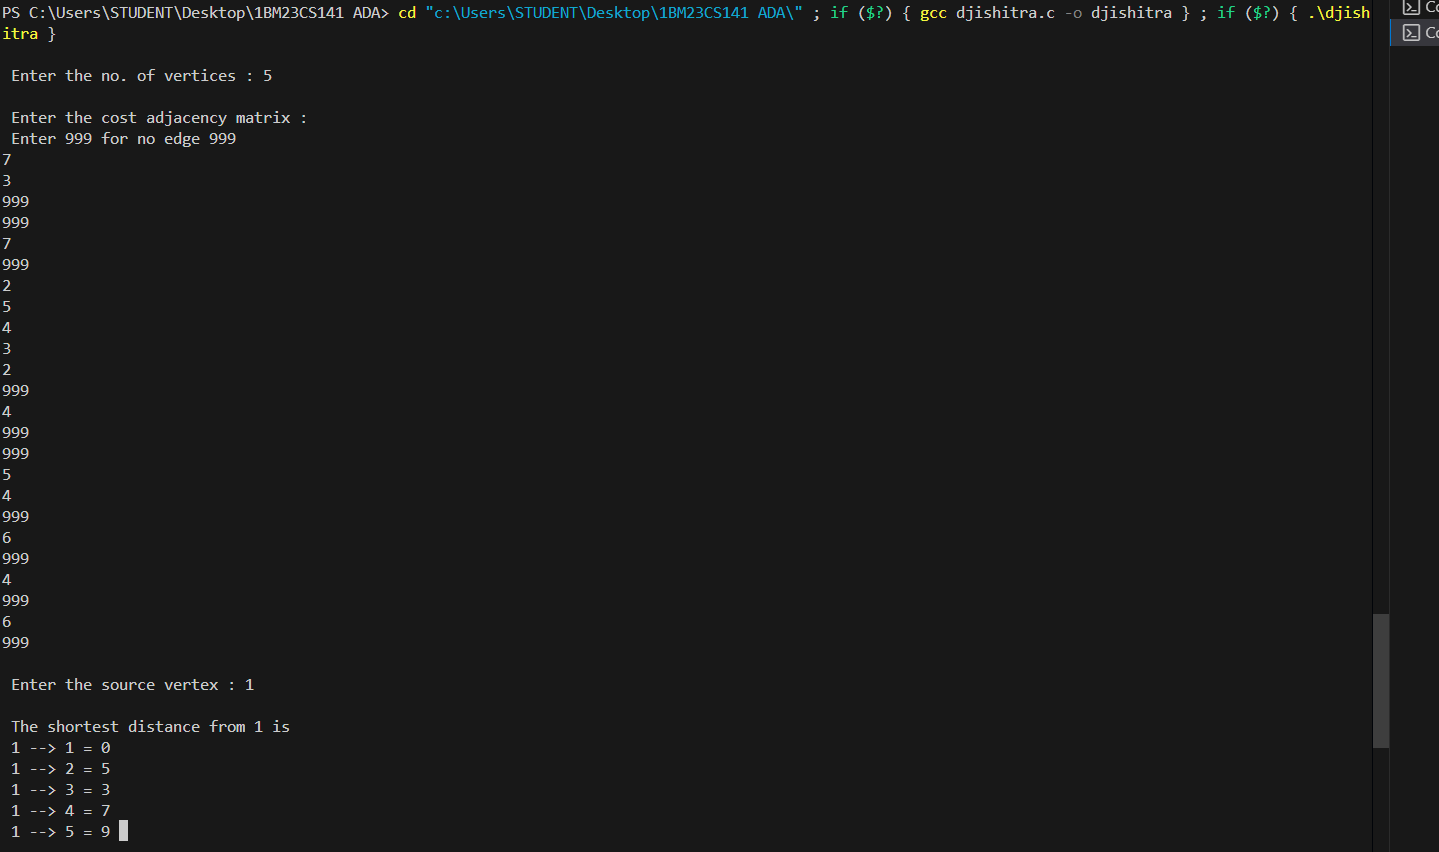 PS C:\Users\STUDENT\Desktop\1BM23CS141 ADA> cd "c:\Users\STUDENT\Desktop\1BM23CS141 ADA\" ; if ($?) { gcc djishitra.c -o djishitra } ; if ($?) { .\djish
itra }
Enter the no. of vertices : 5
Enter the cost adjacency matrix :
Enter 999 for no edge 999
7
3
999
999
7
999
2
5
4
3
2
999
4
999
999
5
4
999
6
999
4
999
6
999
Enter the source vertex : 1
The shortest distance from 1 is
1 --> 1 = 0
1 --> 2 = 5
1 --> 3 = 3
1 --> 4 = 7
1 --> 5 = 9